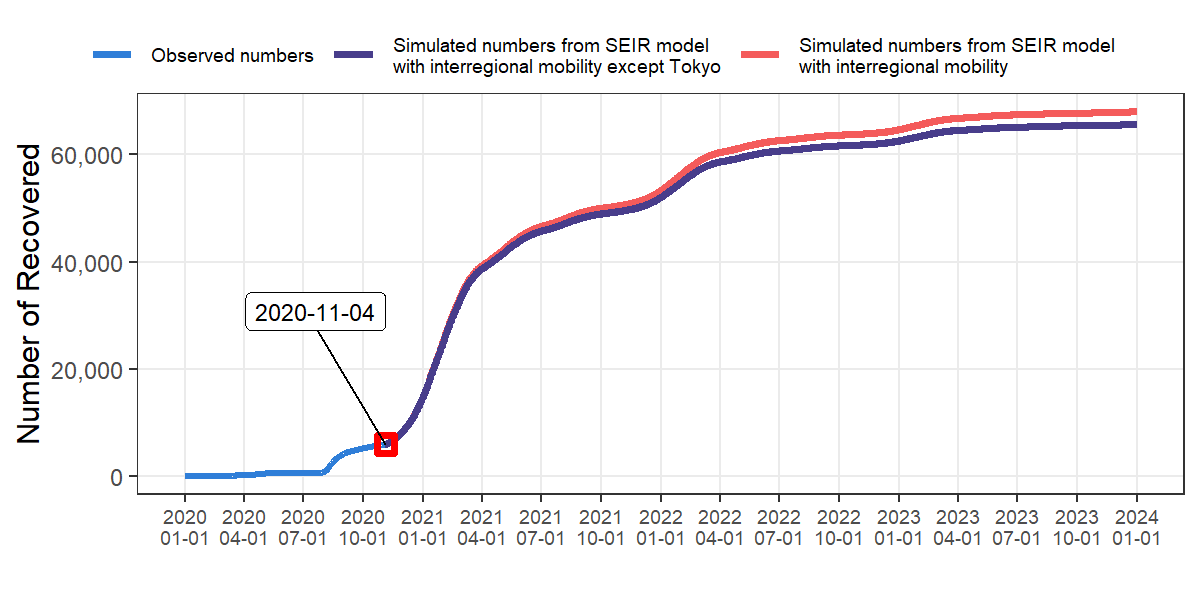 Observed numbers
Simulated numbers from SEIR model
with interregional mobility except Tokyo
Simulated numbers from SEIR model
with interregional mobility
Number of Recovered
60,000
40,000
20,000
0
2020-11-04
2020 2020 2020 2020 2021 2021 2021 2021 2022 2022 2022 2022 2023 2023 2023 2023 2024
01-01 04-01 07-01 10-01 01-01 04-01 07-01 10-01 01-01 04-01 07-01 10-01 01-01 04-01 07-01 10-01 01-01